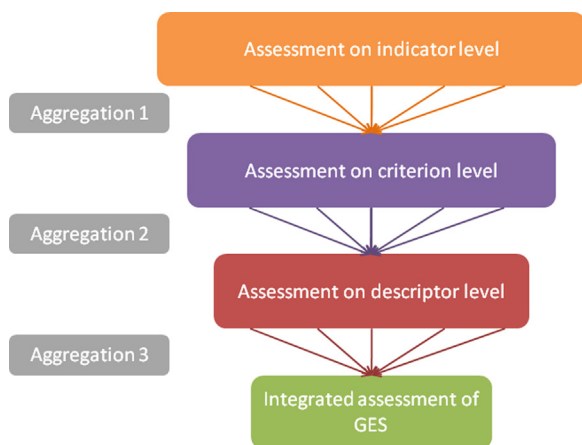 Assessment on indicator level
Aggregation 1
Assessment on criterion level
Aggregation 2
Assessment on descriptor level
Aggregation 3
Integrated assessment of
GES